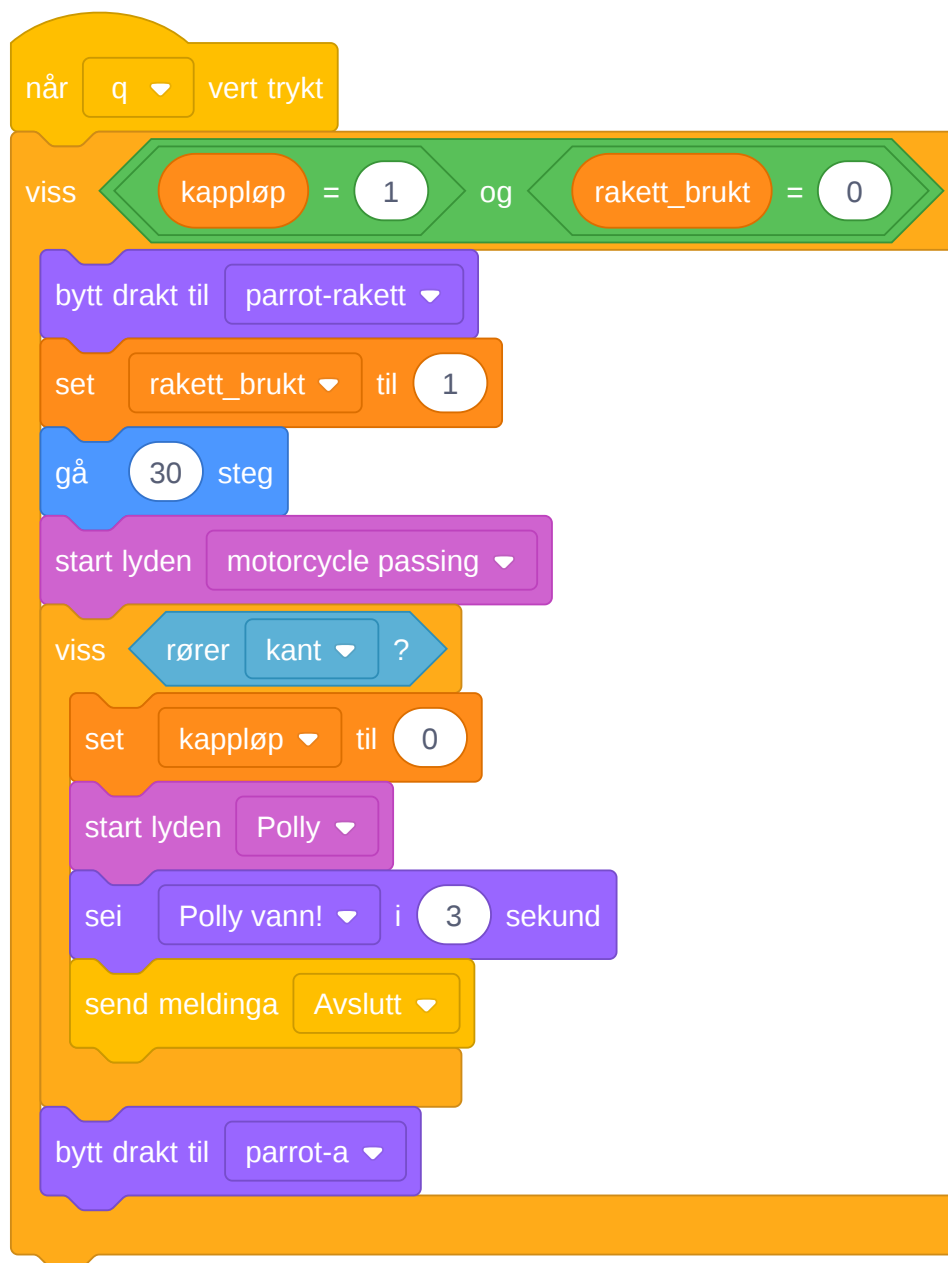 når q vert trykt
viss kappløp = 1 og rakett_brukt = 0
bytt drakt til parrot-rakett
set rakett_brukt til 1
gå 30 steg
start lyden motorcycle passing
viss rører kant ?
set kappløp til 0
start lyden Polly
sei Polly vann! i 3 sekund
send meldinga Avslutt
bytt drakt til parrot-a